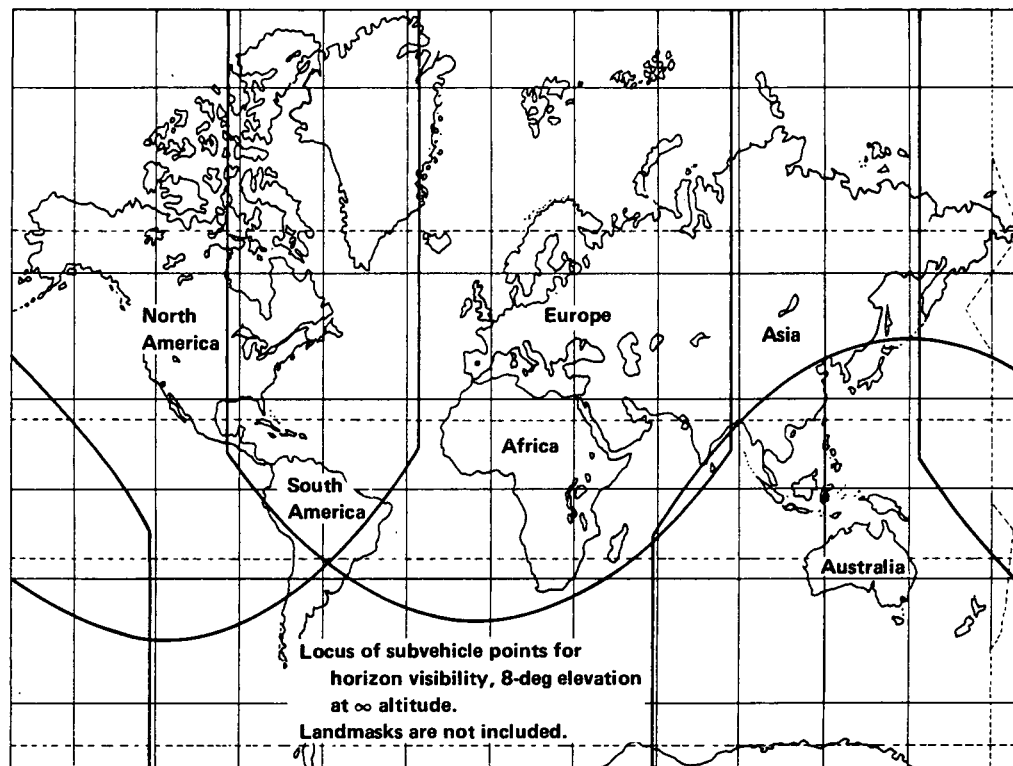 North
America
Europe
Asia
Africa
South
America
Australia
Locus of subvehicle points for
horizon visibility, 8-deg elevation
at ∞ altitude.
Landmasks are not included.